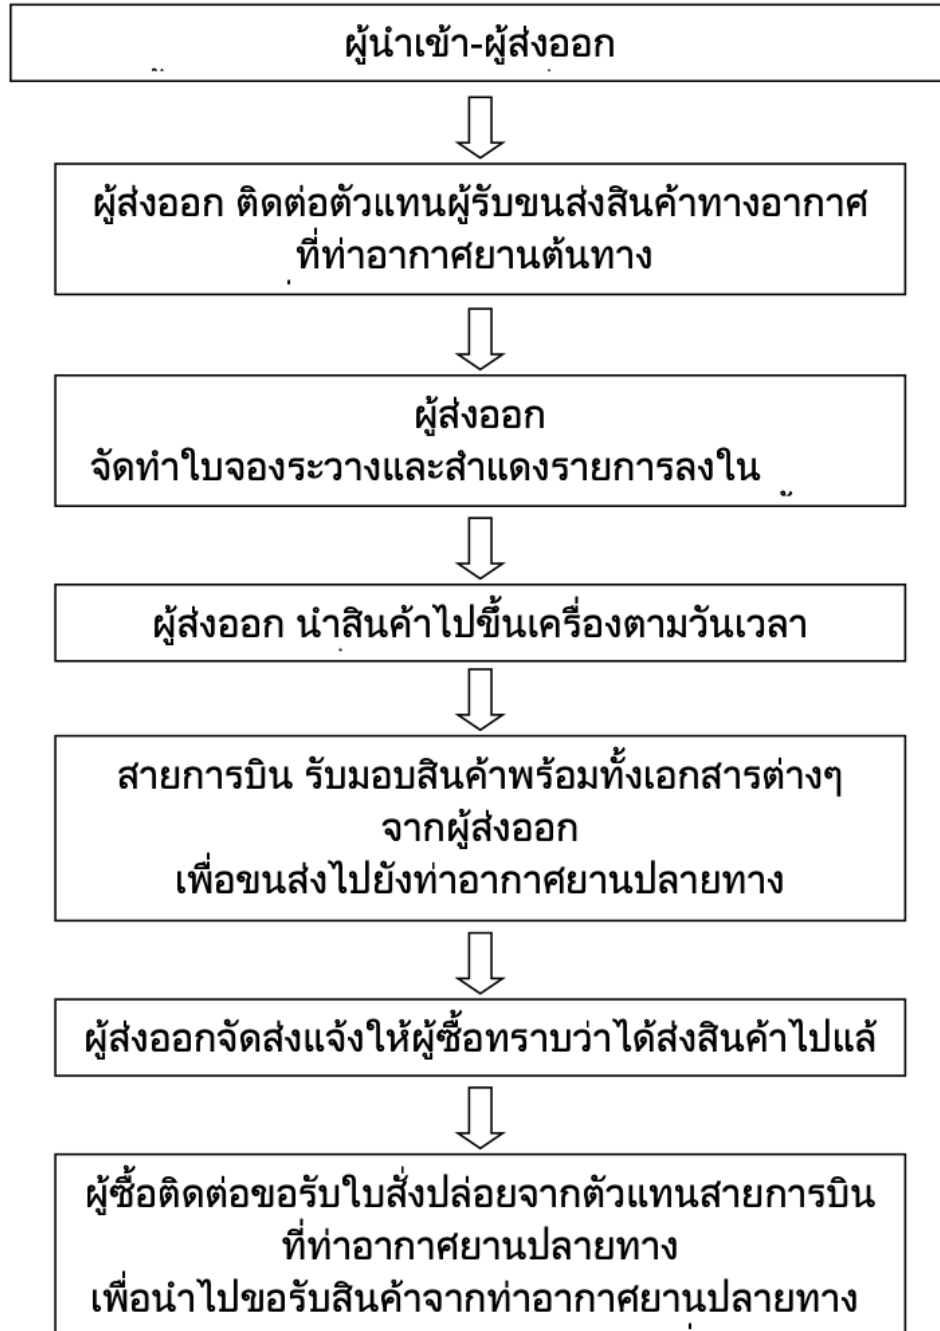 ผู้นำเข้า-ผู้ส่งออก
ผู้ส่งออก ติดต่อตัวแทนผู้รับขนส่งสินค้าทางอากาศ
ที่ท่าอากาศยานต้นทาง
ผู้ส่งออก
จัดทำใบจองระวางและสำแดงรายการลงใน
ผู้ส่งออก นำสินค้าไปขึ้นเครื่องตามวันเวลา
สายการบิน รับมอบสินค้าพร้อมทั้งเอกสารต่างๆ
จากผู้ส่งออก
เพื่อขนส่งไปยังท่าอากาศยานปลายทาง
ผู้ส่งออกจัดส่งแจ้งให้ผู้ซื้อทราบว่าได้ส่งสินค้าไปแล้
ผู้ซื้อติดต่อขอรับใบสั่งปล่อยจากตัวแทนสายการบิน
ที่ท่าอากาศยานปลายทาง
เพื่อนำไปขอรับสินค้าจากท่าอากาศยานปลายทาง